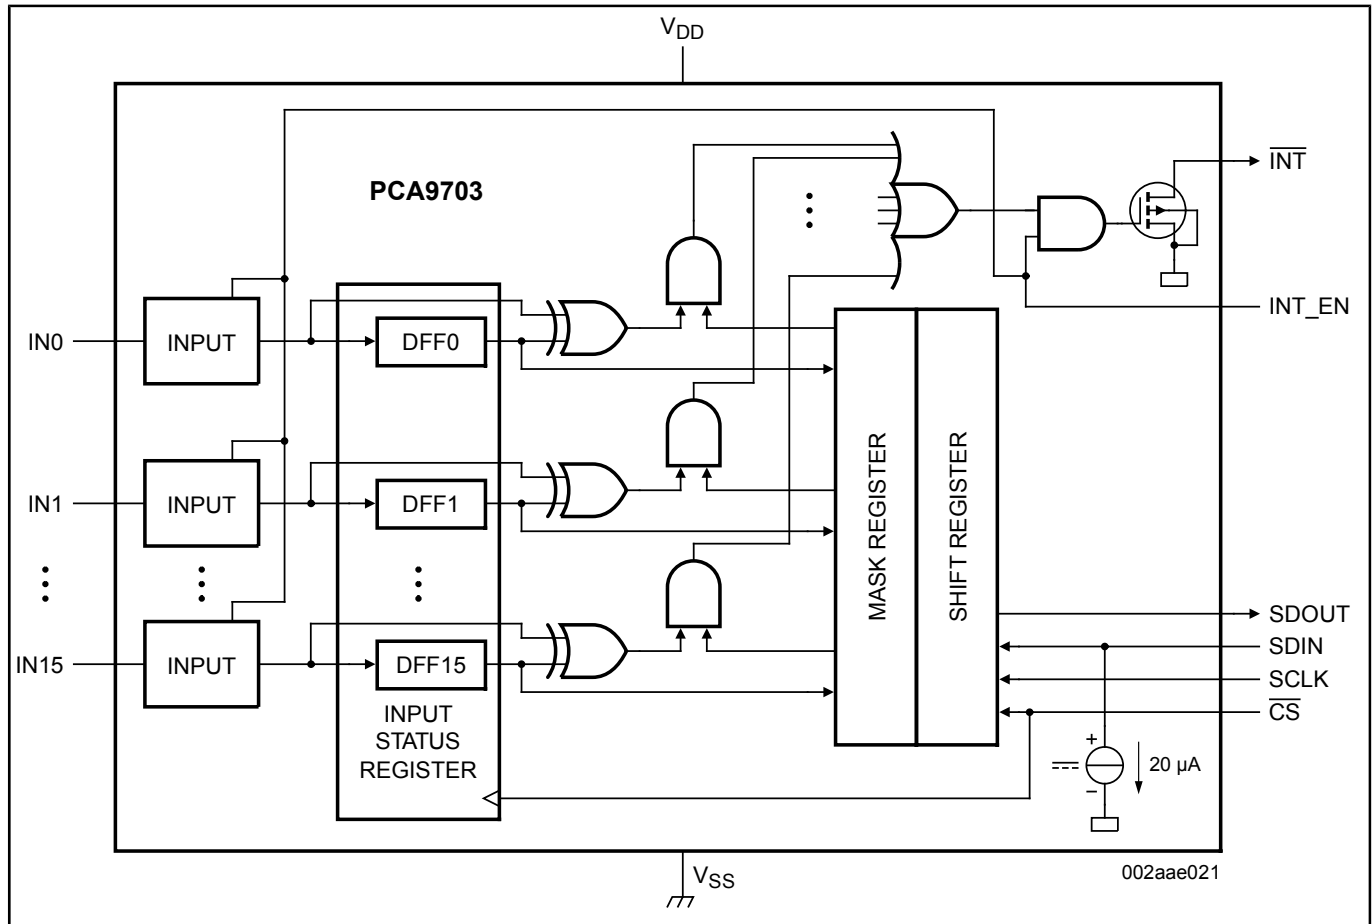 VDD
PCA9703
INT
INT_EN
IN0
INPUT
DFF0
IN1
INPUT
DFF1
IN15
INPUT
DFF15
INPUT
STATUS
REGISTER
MASK REGISTER
SHIFT REGISTER
SDOUT
SDIN
SCLK
CS
+
20 µA
−
VSS
002aae021